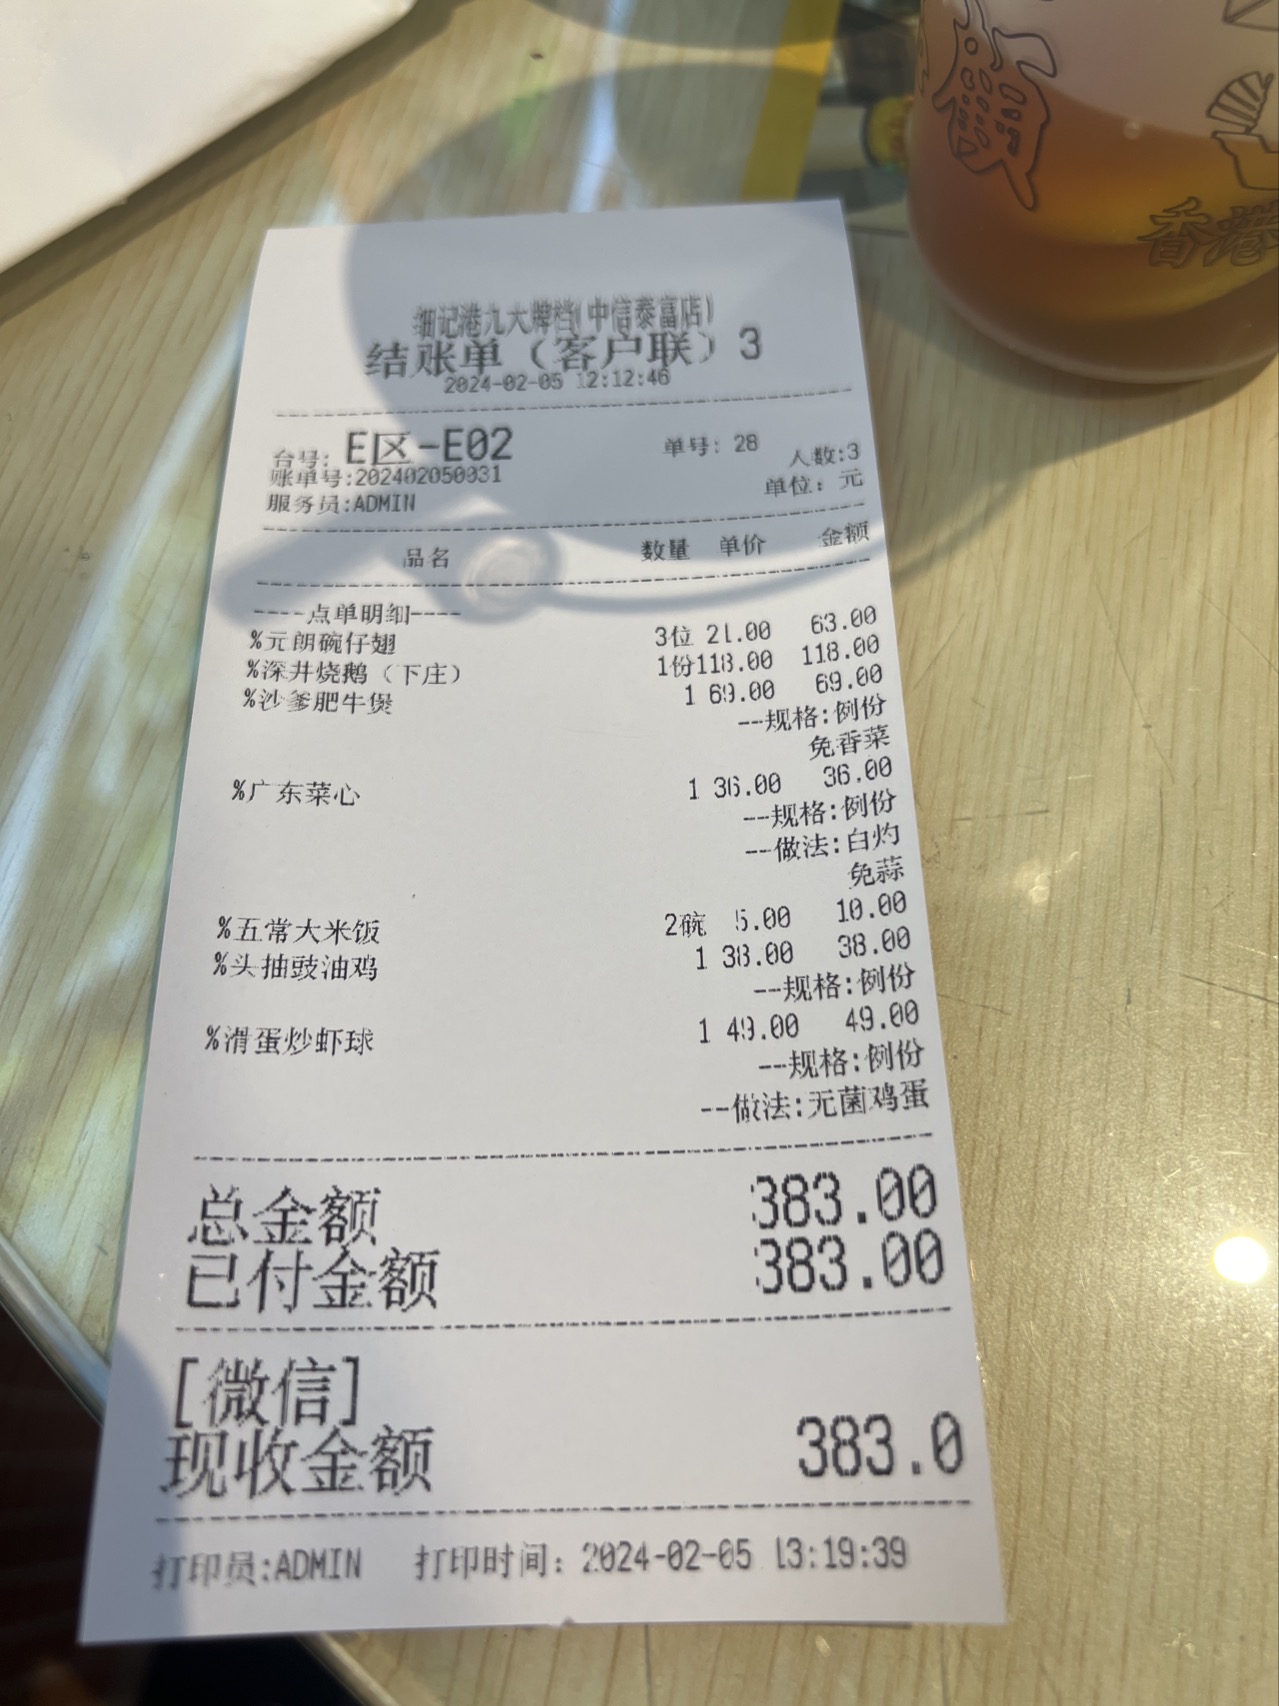 香港
细记港九大牌档(中信泰富店)
结账单（客户联）3
2024-02-05 12:12:46
台号: E区-E02 单号: 28 人数:3
账单号:202402050031 单位: 元
服务员:ADMIN
品名 数量 单价 金额
----点单明细----
%元朗碗仔翅 3位 21.00 63.00
%深井烧鹅（下庄） 1份118.00 118.00
%沙爹肥牛煲 1 69.00 69.00
--规格:例份
免香菜
%广东菜心 1 36.00 36.00
--规格:例份
--做法:白灼
免蒜
%五常大米饭 2碗 5.00 10.00
%头抽豉油鸡 1 38.00 38.00
--规格:例份
%滑蛋炒虾球 1 49.00 49.00
--规格:例份
--做法:无菌鸡蛋
总金额 383.00
已付金额 383.00
[微信]
现收金额 383.0
打印员:ADMIN 打印时间: 2024-02-05 13:19:39